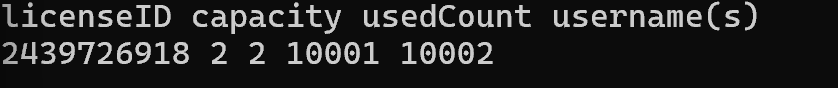 licenseID capacity usedCount username(s)
2439726918 2 2 10001 10002